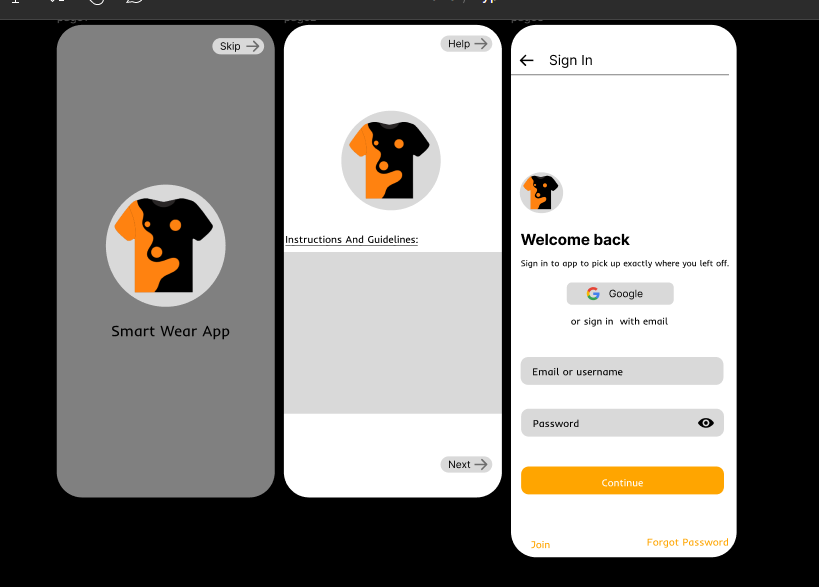 Skip
Smart Wear App
Help
Instructions And Guidelines:
Next
Sign In
Welcome back
Sign in to app to pick up exactly where you left off.
Google
or sign in with email
Email or username
Password
Continue
Join
Forgot Password